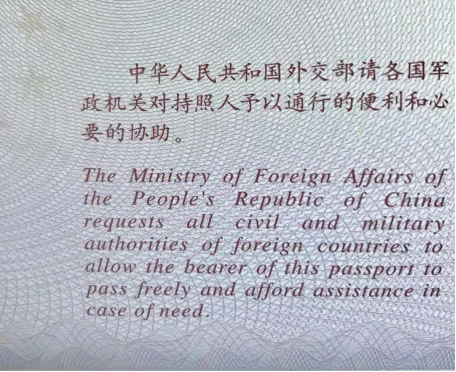 中华人民共和国外交部请各国军
政机关对持照人予以通行的便利和必
要的协助。
The Ministry of Foreign Affairs of
the People's Republic of China
requests all civil and military
authorities of foreign countries to
allow the bearer of this passport to
pass freely and afford assistance in
case of need.